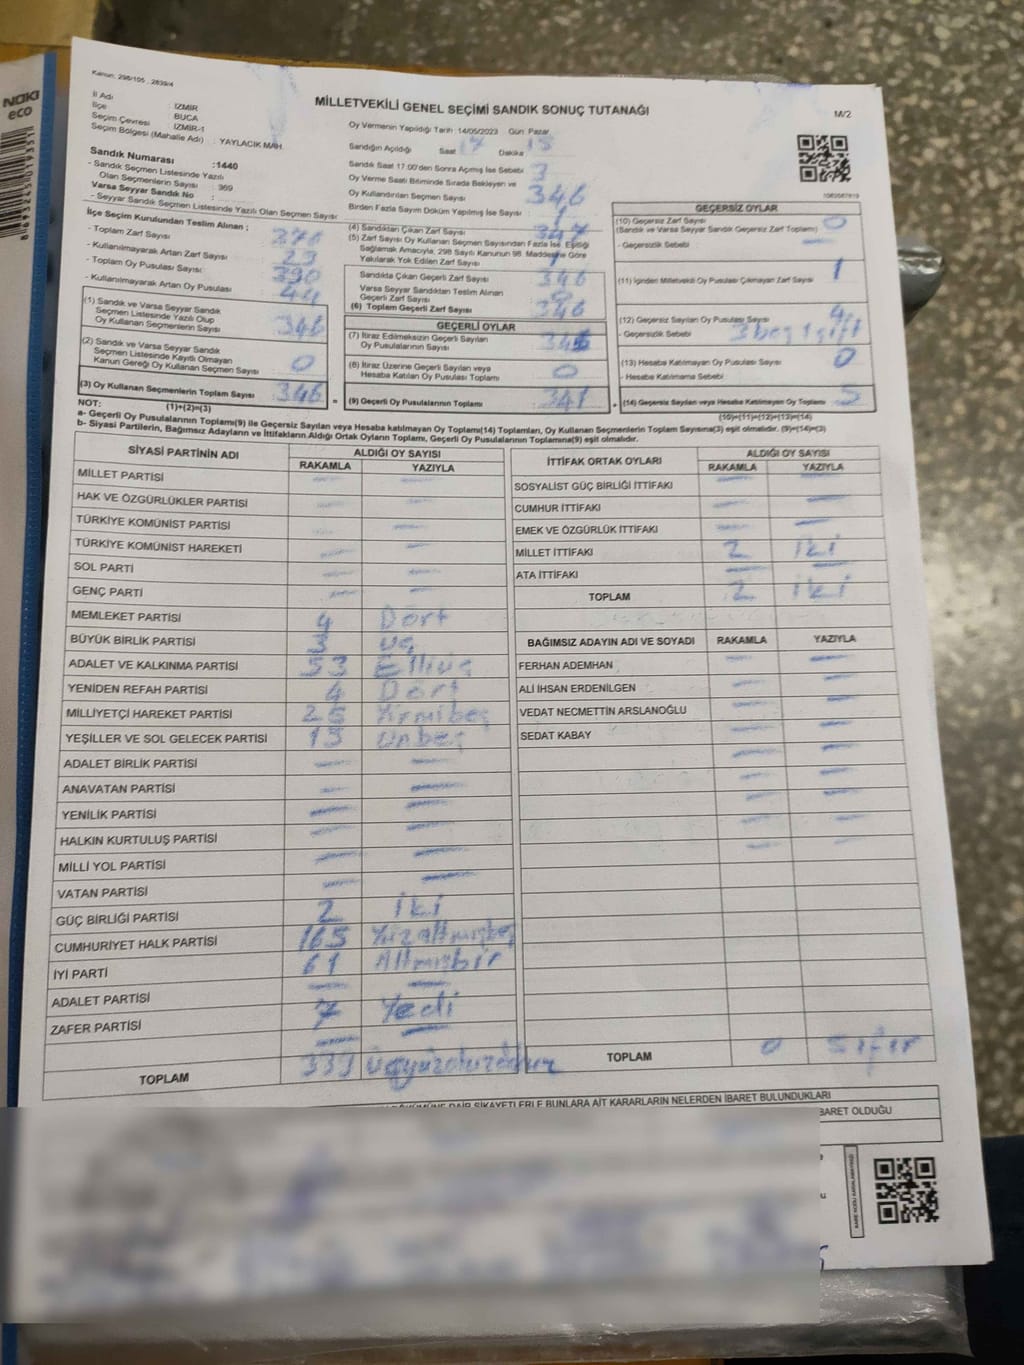 NOKI
eco
8693245019351
Kanun: 298/105 , 2839/4
MİLLETVEKİLİ GENEL SEÇİMİ SANDIK SONUÇ TUTANAĞI
M/2
İl Adı : İZMİR
İlçe : BUCA
Seçim Çevresi : İZMİR-1
Seçim Bölgesi (Mahalle Adı) : YAYLACIK MAH.
Sandık Numarası :1440
- Sandık Seçmen Listesinde Yazılı
Olan Seçmenlerin Sayısı : 369
Varsa Seyyar Sandık No :
- Seyyar Sandık Seçmen Listesinde Yazılı Olan Seçmen Sayısı
Oy Vermenin Yapıldığı Tarih :14/05/2023 Gün :Pazar
Sandığın Açıldığı Saat 17 Dakika 15
Sandık Saat 17:00'den Sonra Açılmış İse Sebebi
Oy Verme Saati Bitiminde Sırada Bekleyen ve 3
Oy Kullandırılan Seçmen Sayısı 346
Birden Fazla Sayım Döküm Yapılmış İse Sayısı 1
İlçe Seçim Kurulundan Teslim Alınan ;
- Toplam Zarf Sayısı
- Kullanılmayarak Artan Zarf Sayısı
- Toplam Oy Pusulası Sayısı : 390
- Kullanılmayarak Artan Oy Pusulası 44
(1) Sandık ve Varsa Seyyar Sandık
Seçmen Listesinde Yazılı Olup
Oy Kullanan Seçmenlerin Sayısı 346
(2) Sandık ve Varsa Seyyar Sandık
Seçmen Listesinde Kayıtlı Olmayan
Kanun Gereği Oy Kullanan Seçmen Sayısı 0
(3) Oy Kullanan Seçmenlerin Toplam Sayısı 346
(1)+(2)=(3)
(4) Sandıktan Çıkan Zarf Sayısı 347
(5) Zarf Sayısı Oy Kullanan Seçmen Sayısından Fazla İse, Eşitliği
Sağlamak Amacıyla, 298 Sayılı Kanunun 98. Maddesine Göre
Yakılarak Yok Edilen Zarf Sayısı 1
Sandıkta Çıkan Geçerli Zarf Sayısı 346
Varsa Seyyar Sandıktan Teslim Alınan
Geçerli Zarf Sayısı 0
(6) Toplam Geçerli Zarf Sayısı 346
GEÇERLİ OYLAR
(7) İtiraz Edilmeksizin Geçerli Sayılan
Oy Pusulalarının Sayısı
(8) İtiraz Üzerine Geçerli Sayılan veya
Hesaba Katılan Oy Pusulası Toplamı 0
= (9) Geçerli Oy Pusulalarının Toplamı 341
1082087819
GEÇERSİZ OYLAR
(10) Geçersiz Zarf Sayısı
(Sandık ve Varsa Seyyar Sandık Geçersiz Zarf Toplamı) 0
- Geçersizlik Sebebi
(11) İçinden Milletvekili Oy Pusulası Çıkmayan Zarf Sayısı 1
(12) Geçersiz Sayılan Oy Pusulası Sayısı 4
- Geçersizlik Sebebi 3 boş 1 çift
(13) Hesaba Katılmayan Oy Pusulası Sayısı 0
- Hesaba Katılmama Sebebi
+ (14) Geçersiz Sayılan veya Hesaba Katılmayan Oy Toplamı 5
(10)+(11)+(12)+(13)=(14)
NOT:
a- Geçerli Oy Pusulalarının Toplamı(9) ile Geçersiz Sayılan veya Hesaba katılmayan Oy Toplamı(14) Toplamları, Oy Kullanan Seçmenlerin Toplam Sayısına(3) eşit olmalıdır. (9)+(14)=(3)
b- Siyasi Partilerin, Bağımsız Adayların ve İttifakların Aldığı Ortak Oyların Toplamı, Geçerli Oy Pusulalarının Toplamına(9) eşit olmalıdır.
SİYASİ PARTİNİN ADI ALDIĞI OY SAYISI
RAKAMLA YAZIYLA
MİLLET PARTİSİ
HAK VE ÖZGÜRLÜKLER PARTİSİ
TÜRKİYE KOMÜNİST PARTİSİ
TÜRKİYE KOMÜNİST HAREKETİ
SOL PARTİ
GENÇ PARTİ
MEMLEKET PARTİSİ 4 Dört
BÜYÜK BİRLİK PARTİSİ 3 Üç
ADALET VE KALKINMA PARTİSİ 53 Elliüç
YENİDEN REFAH PARTİSİ 4 Dört
MİLLİYETÇİ HAREKET PARTİSİ 25 Yirmibeş
YEŞİLLER VE SOL GELECEK PARTİSİ 15 Onbeş
ADALET BİRLİK PARTİSİ
ANAVATAN PARTİSİ
YENİLİK PARTİSİ
HALKIN KURTULUŞ PARTİSİ
MİLLİ YOL PARTİSİ
VATAN PARTİSİ
GÜÇ BİRLİĞİ PARTİSİ 2 İki
CUMHURİYET HALK PARTİSİ 165 Yüzaltmışbeş
İYİ PARTİ 61 Altmışbir
ADALET PARTİSİ
ZAFER PARTİSİ 7 Yedi
TOPLAM 339 Üçyüzotuzdokuz
İTTİFAK ORTAK OYLARI ALDIĞI OY SAYISI
RAKAMLA YAZIYLA
SOSYALİST GÜÇ BİRLİĞİ İTTİFAKI
CUMHUR İTTİFAKI
EMEK VE ÖZGÜRLÜK İTTİFAKI
MİLLET İTTİFAKI 2 İki
ATA İTTİFAKI
TOPLAM 2 İki
BAĞIMSIZ ADAYIN ADI VE SOYADI RAKAMLA YAZIYLA
FERHAN ADEMHAN
ALİ İHSAN ERDENİLGEN
VEDAT NECMETTİN ARSLANOĞLU
SEDAT KABAY
TOPLAM 0 Sıfır
DAİR ŞİKAYETLERLE BUNLARA AİT KARARLARIN NELERDEN İBARET BULUNDUKLARI
BARET OLDUĞU